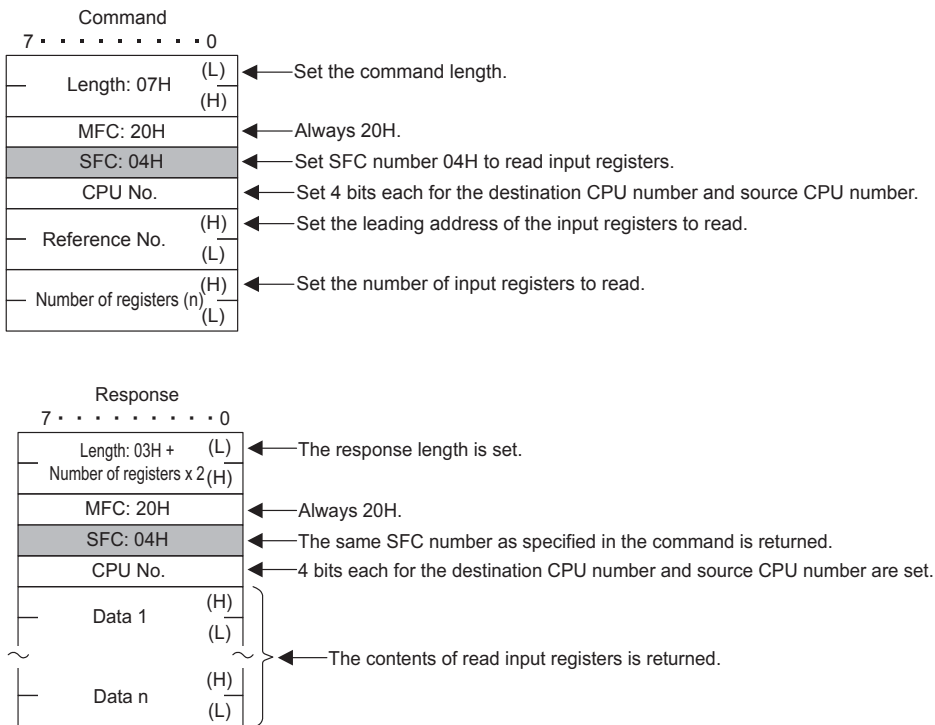 Command
7 · · · · · · · · · 0
Length: 07H (L)
(H)
Set the command length.
MFC: 20H
Always 20H.
SFC: 04H
Set SFC number 04H to read input registers.
CPU No.
Set 4 bits each for the destination CPU number and source CPU number.
Reference No. (H)
(L)
Set the leading address of the input registers to read.
Number of registers (n) (H)
(L)
Set the number of input registers to read.
Response
7 · · · · · · · · · 0
Length: 03H + (L)
Number of registers x 2 (H)
The response length is set.
MFC: 20H
Always 20H.
SFC: 04H
The same SFC number as specified in the command is returned.
CPU No.
4 bits each for the destination CPU number and source CPU number are set.
Data 1 (H)
(L)
The contents of read input registers is returned.
Data n (H)
(L)